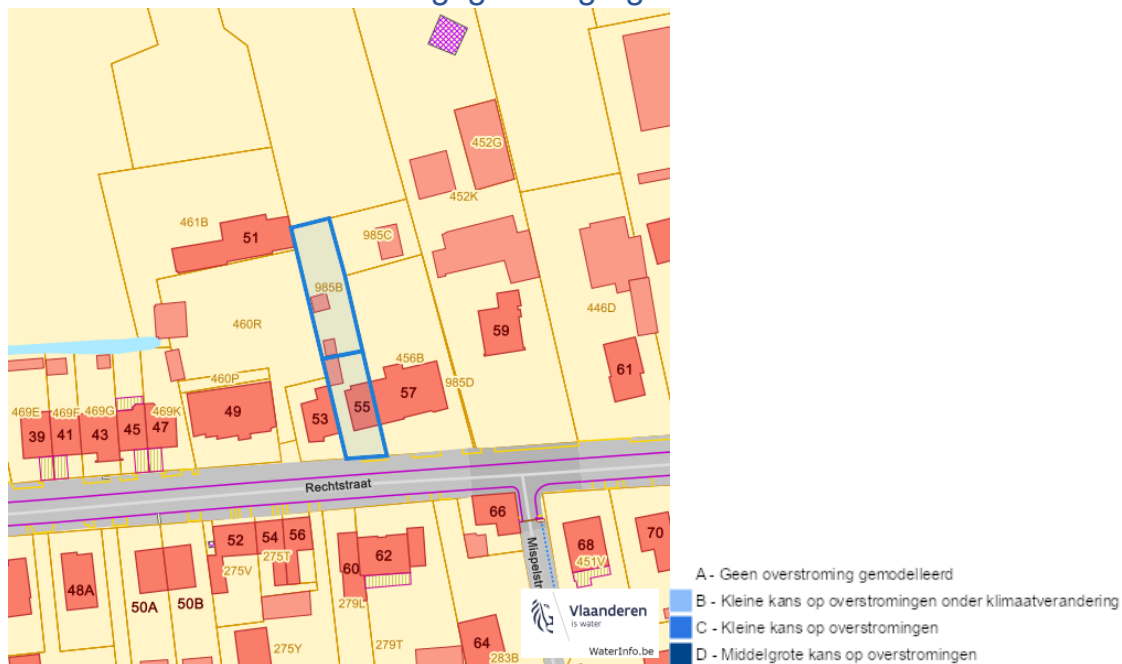 452G
452K
461B
51
985C
985B
460R
59
446D
61
456B
985D
57
55
53
460P
49
469E
469F
469G
469K
39
41
43
45
47
Rechtstraat
66
52
54
56
275T
275V
48A
50A
50B
60
62
279L
68
451V
70
275Y
279T
64
283B
Vlaanderen
is water
WaterInfo.be
A - Geen overstroming gemodelleerd
B - Kleine kans op overstromingen onder klimaatverandering
C - Kleine kans op overstromingen
D - Middelgrote kans op overstromingen